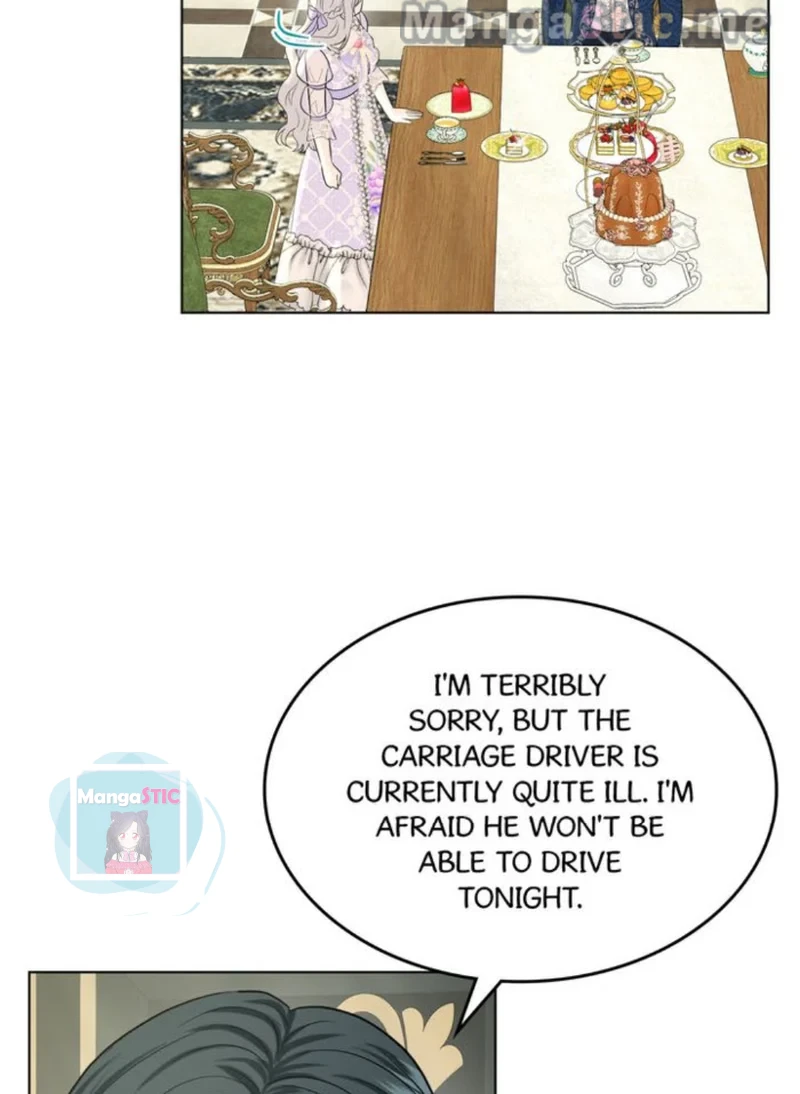 Mangastic.me
I'M TERRIBLY
SORRY, BUT THE
CARRIAGE DRIVER IS
CURRENTLY QUITE ILL. I'M
AFRAID HE WON'T BE
ABLE TO DRIVE
TONIGHT.
MangaSTIC